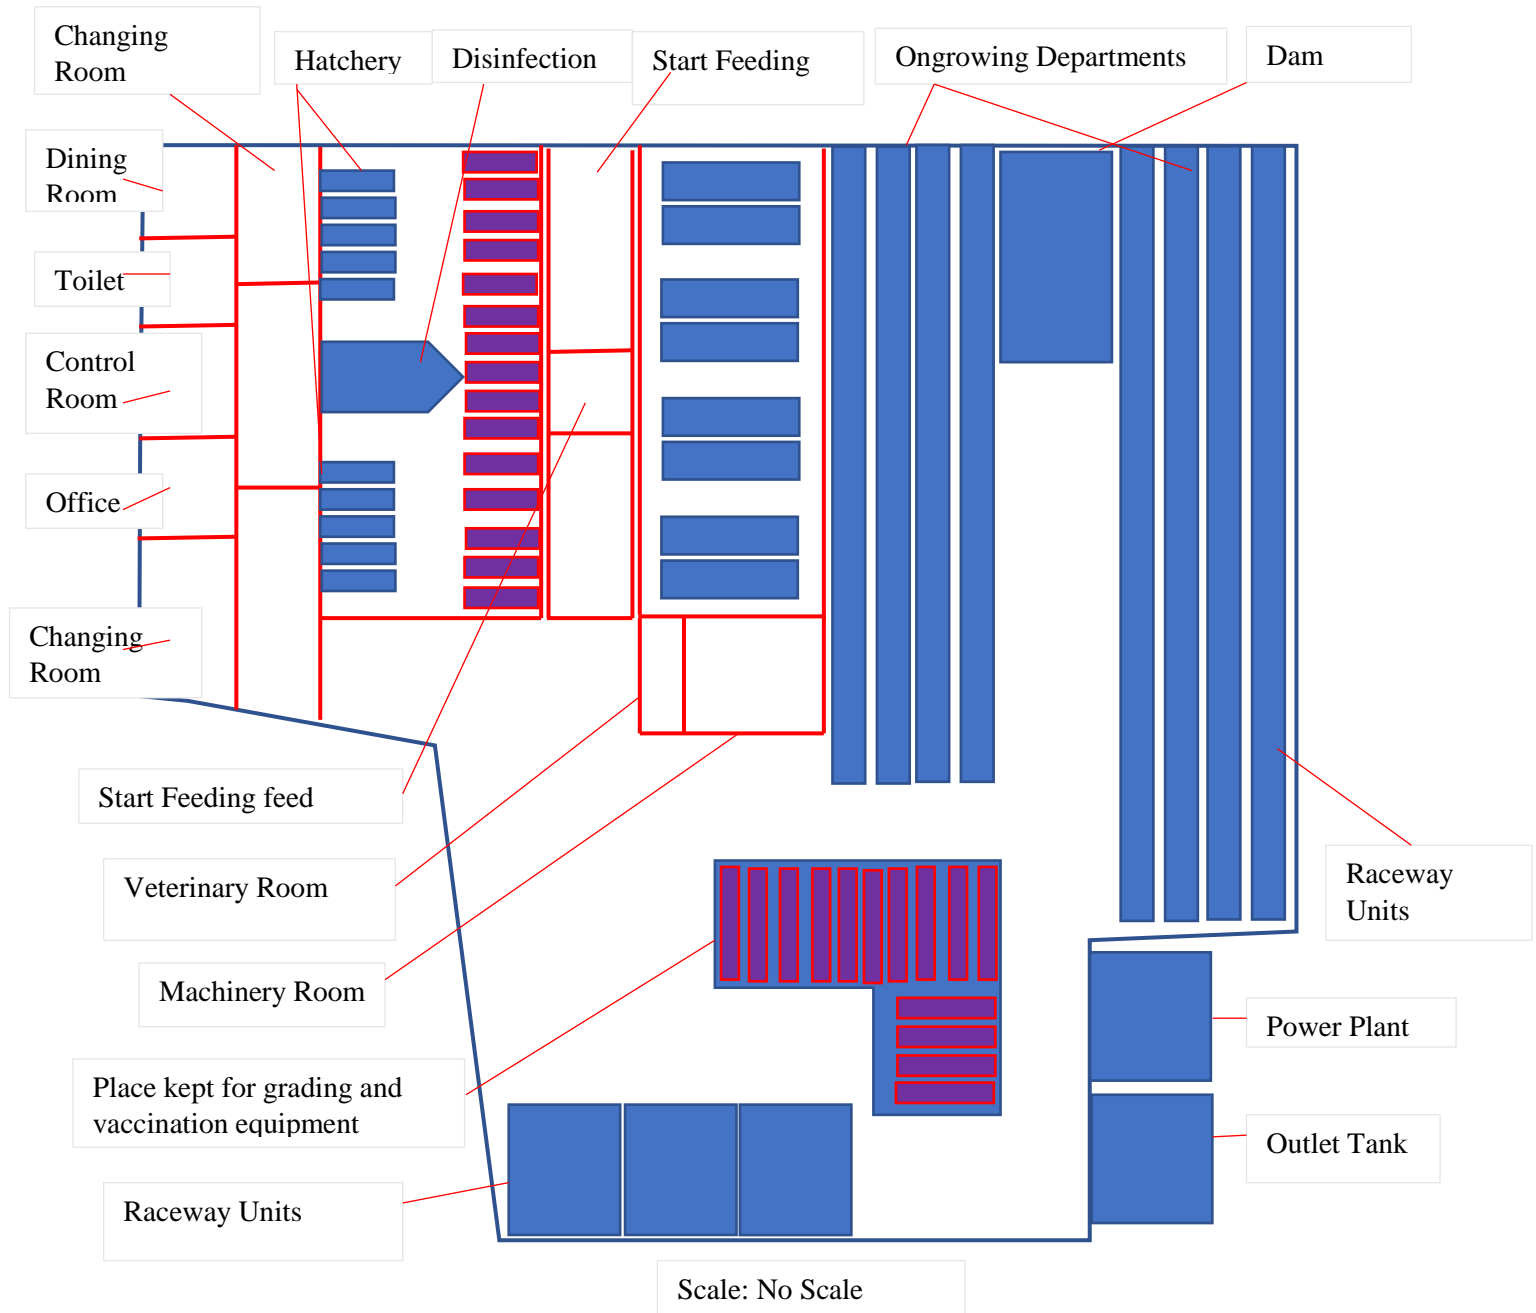 Changing
Room
Hatchery
Disinfection
Start Feeding
Ongrowing Departments
Dam
Dining
Room
Toilet
Control
Room
Office
Changing
Room
Start Feeding feed
Veterinary Room
Machinery Room
Place kept for grading and
vaccination equipment
Raceway Units
Raceway
Units
Power Plant
Outlet Tank
Scale: No Scale